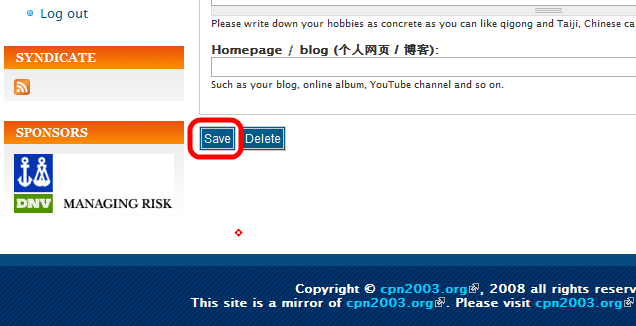 Log out
Please write down your hobbies as concrete as you can like qigong and Taiji, Chinese ca
Homepage / blog (个人网页 / 博客):
Such as your blog, online album, YouTube channel and so on.
SYNDICATE
SPONSORS
Save Delete
DNV MANAGING RISK
Copyright © cpn2003.org, 2008 all rights reserv
This site is a mirror of cpn2003.org. Please visit cpn2003.org